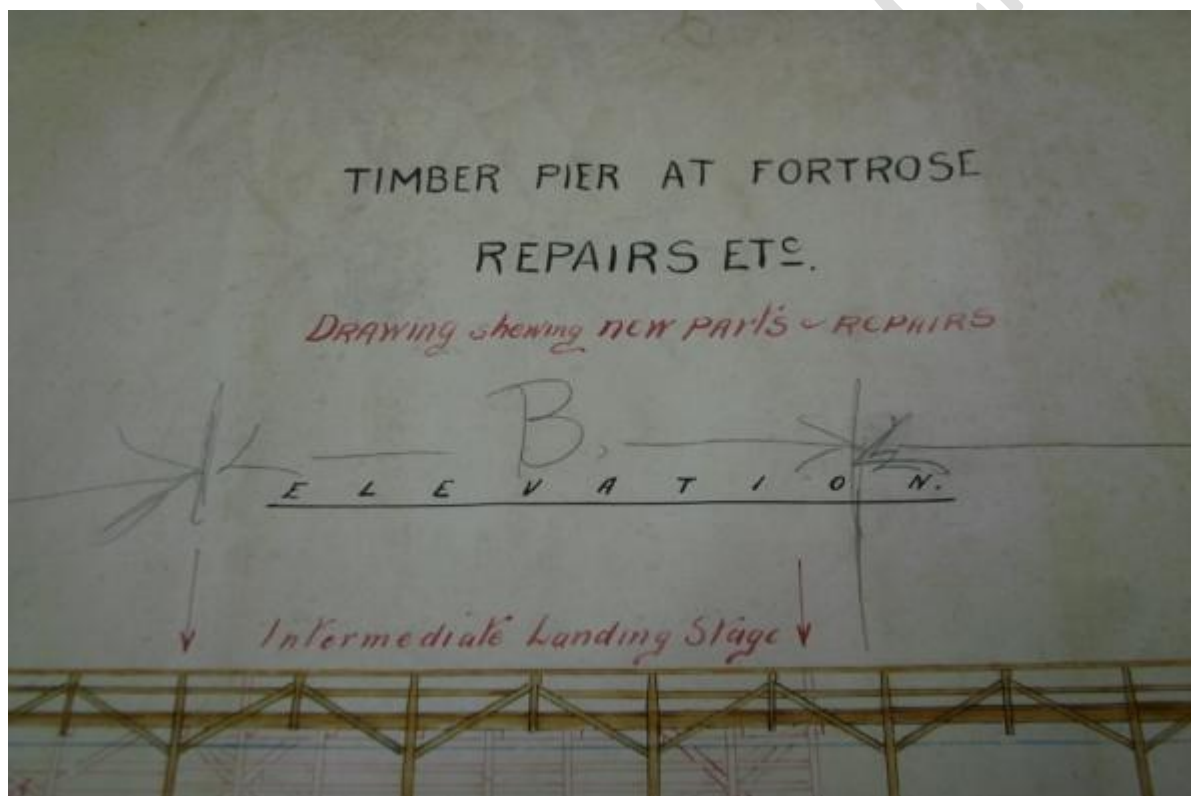 TIMBER PIER AT FORTROSE
REPAIRS ETC.
DRAWING shewing new PARTS & REPAIRS
B.
ELEVATION.
Intermediate Landing Stage